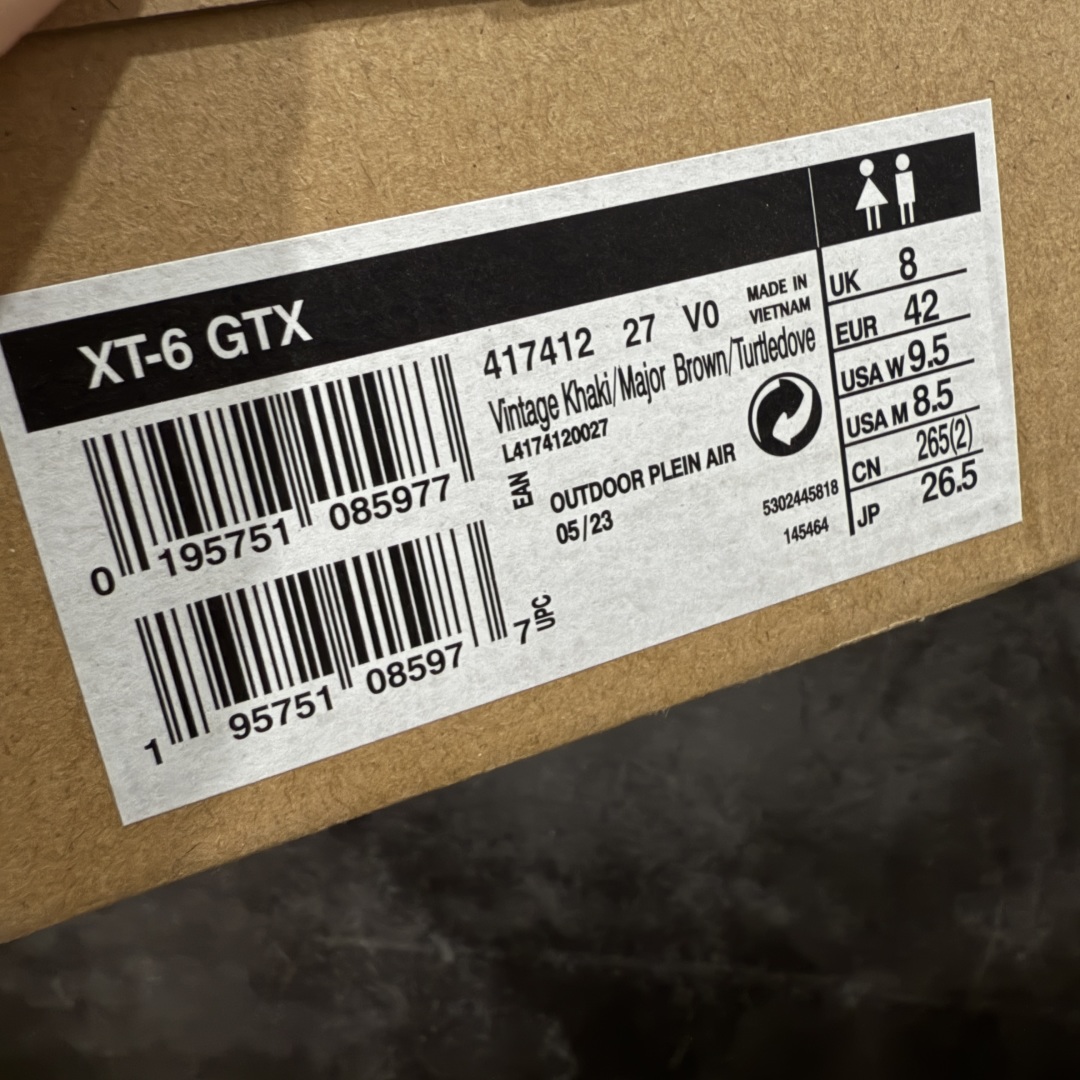 XT-6 GTX
417412 27 V0
MADE IN
VIETNAM
Vintage Khaki/Major Brown/Turtledove
L4174120027
EAN
OUTDOOR PLEIN AIR
05/23
5302445818
145464
0 195751 085977
1 95751 08597 7
UPC
UK 8
EUR 42
USA W 9.5
USA M 8.5
CN 265(2)
JP 26.5